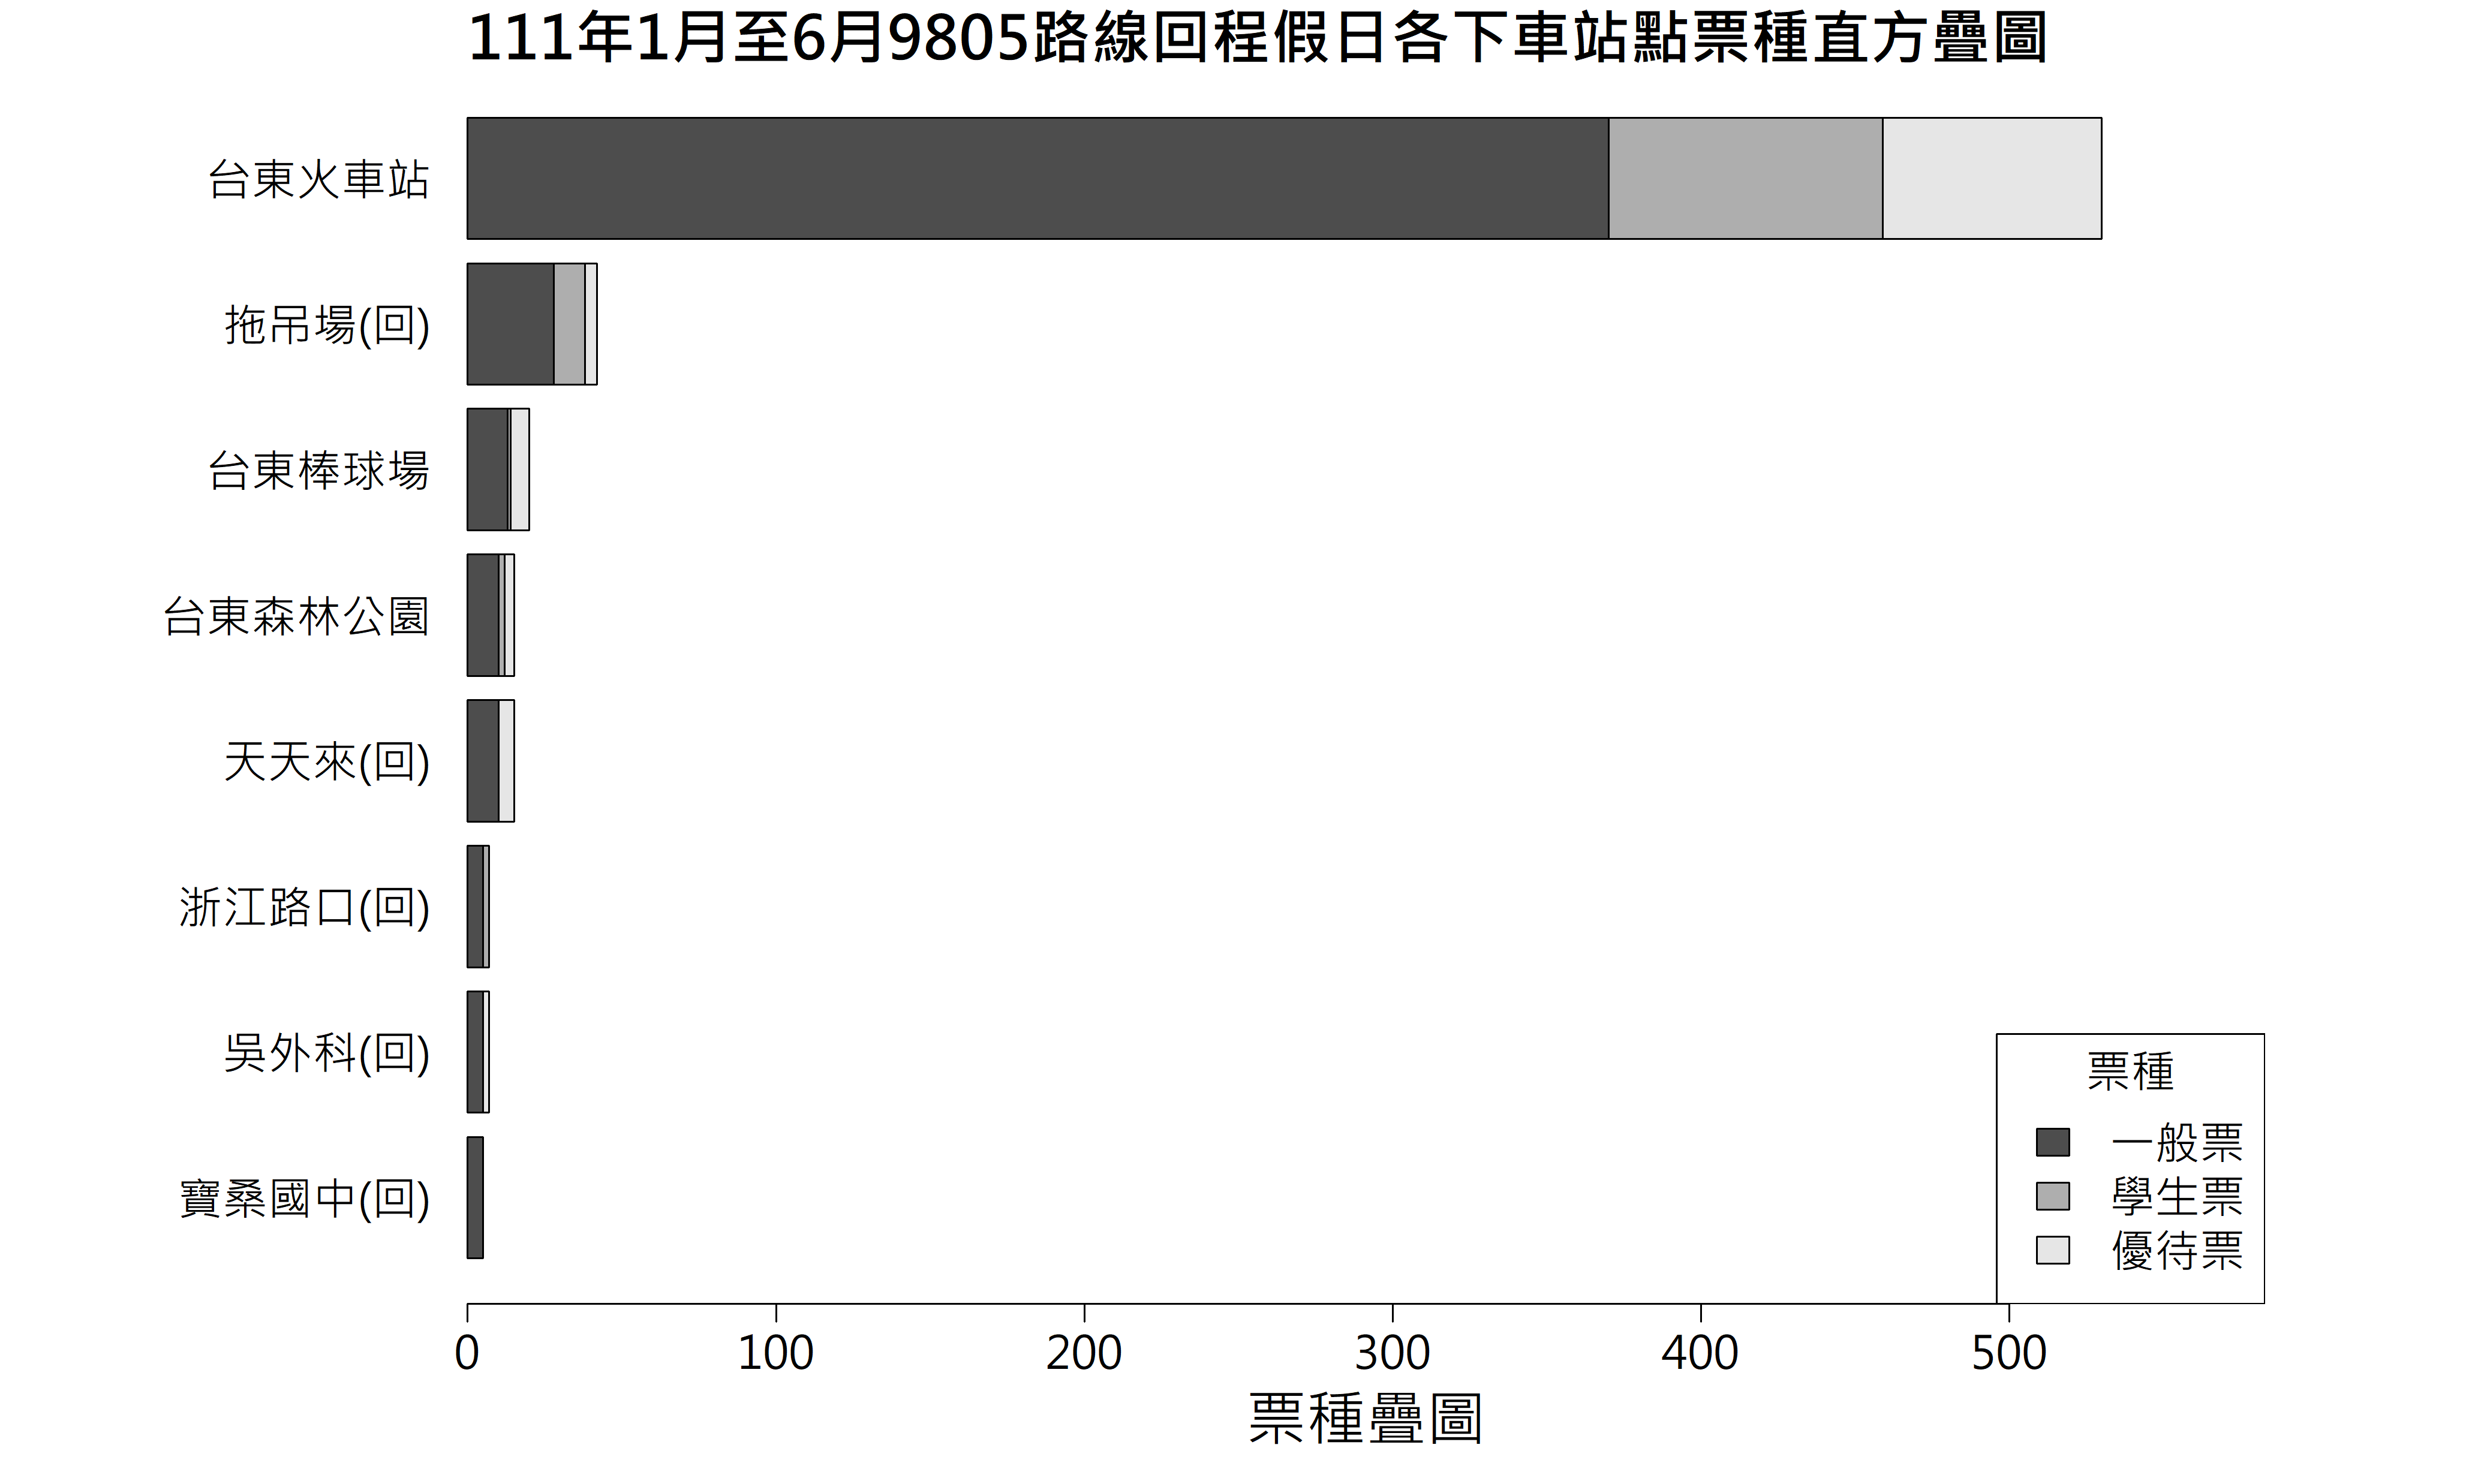 111年1月至6月9805路線回程假日各下車站點票種直方疊圖
台東火車站
拖吊場(回)
台東棒球場
台東森林公園
天天來(回)
浙江路口(回)
吳外科(回)
寶桑國中(回)
票種
一般票
學生票
優待票
0 100 200 300 400 500
票種疊圖